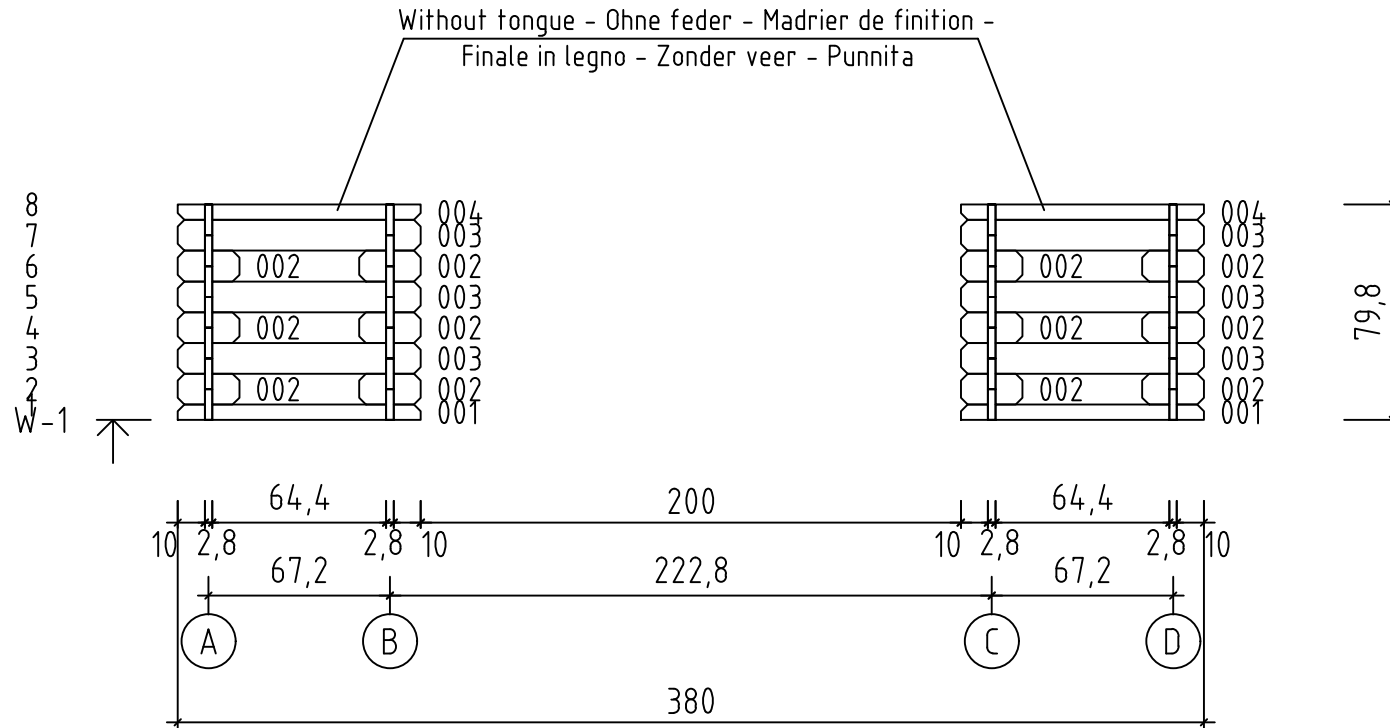 Without tongue - Ohne feder - Madrier de finition -
Finale in legno - Zonder veer - Punnita
8 004 004
7 003 003
6 002 002 002 002
5 003 003
4 002 002 002 002
3 003 003
2 002 002 002 002
1 001 001
W-1
79,8
64,4 200 64,4
10 2,8 2,8 10 10 2,8 2,8 10
67,2 222,8 67,2
A B C D
380